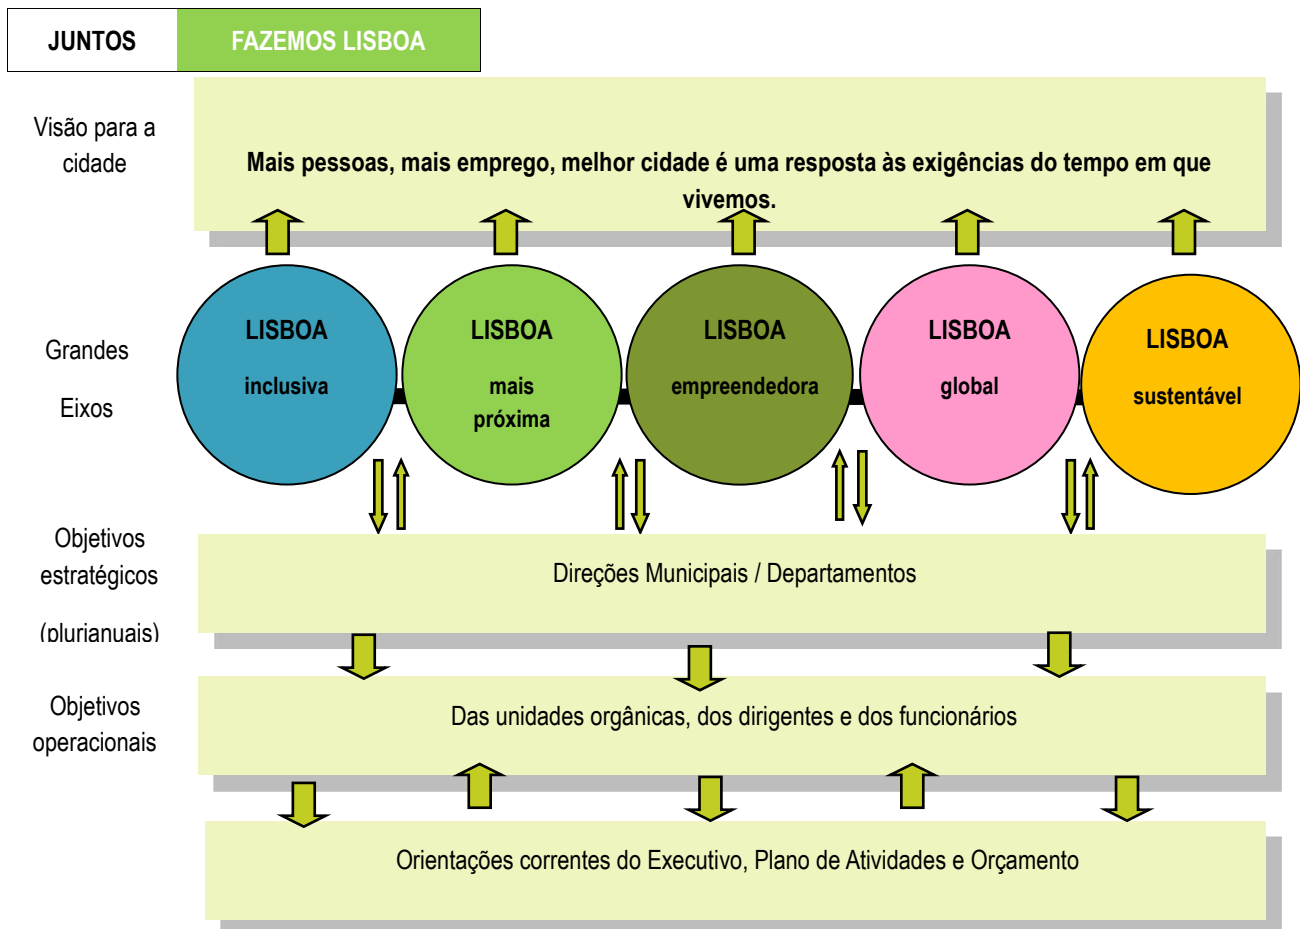 JUNTOS FAZEMOS LISBOA
Visão para a
cidade
Mais pessoas, mais emprego, melhor cidade é uma resposta às exigências do tempo em que
vivemos.
Grandes
Eixos
LISBOA
inclusiva
LISBOA
mais
próxima
LISBOA
empreendedora
LISBOA
global
LISBOA
sustentável
Objetivos
estratégicos
(plurianuais)
Direções Municipais / Departamentos
Objetivos
operacionais
Das unidades orgânicas, dos dirigentes e dos funcionários
Orientações correntes do Executivo, Plano de Atividades e Orçamento